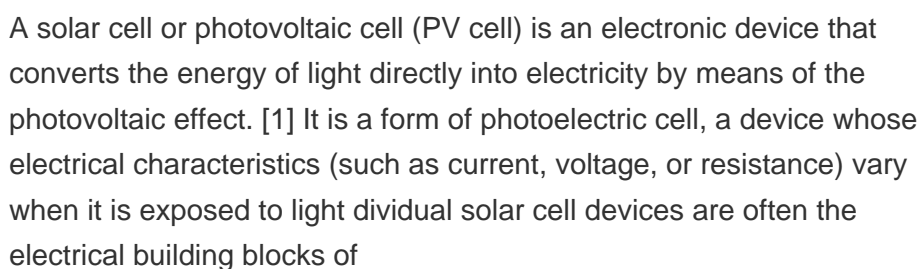 A solar cell or photovoltaic cell (PV cell) is an electronic device that
converts the energy of light directly into electricity by means of the
photovoltaic effect. [1] It is a form of photoelectric cell, a device whose
electrical characteristics (such as current, voltage, or resistance) vary
when it is exposed to light dividual solar cell devices are often the
electrical building blocks of